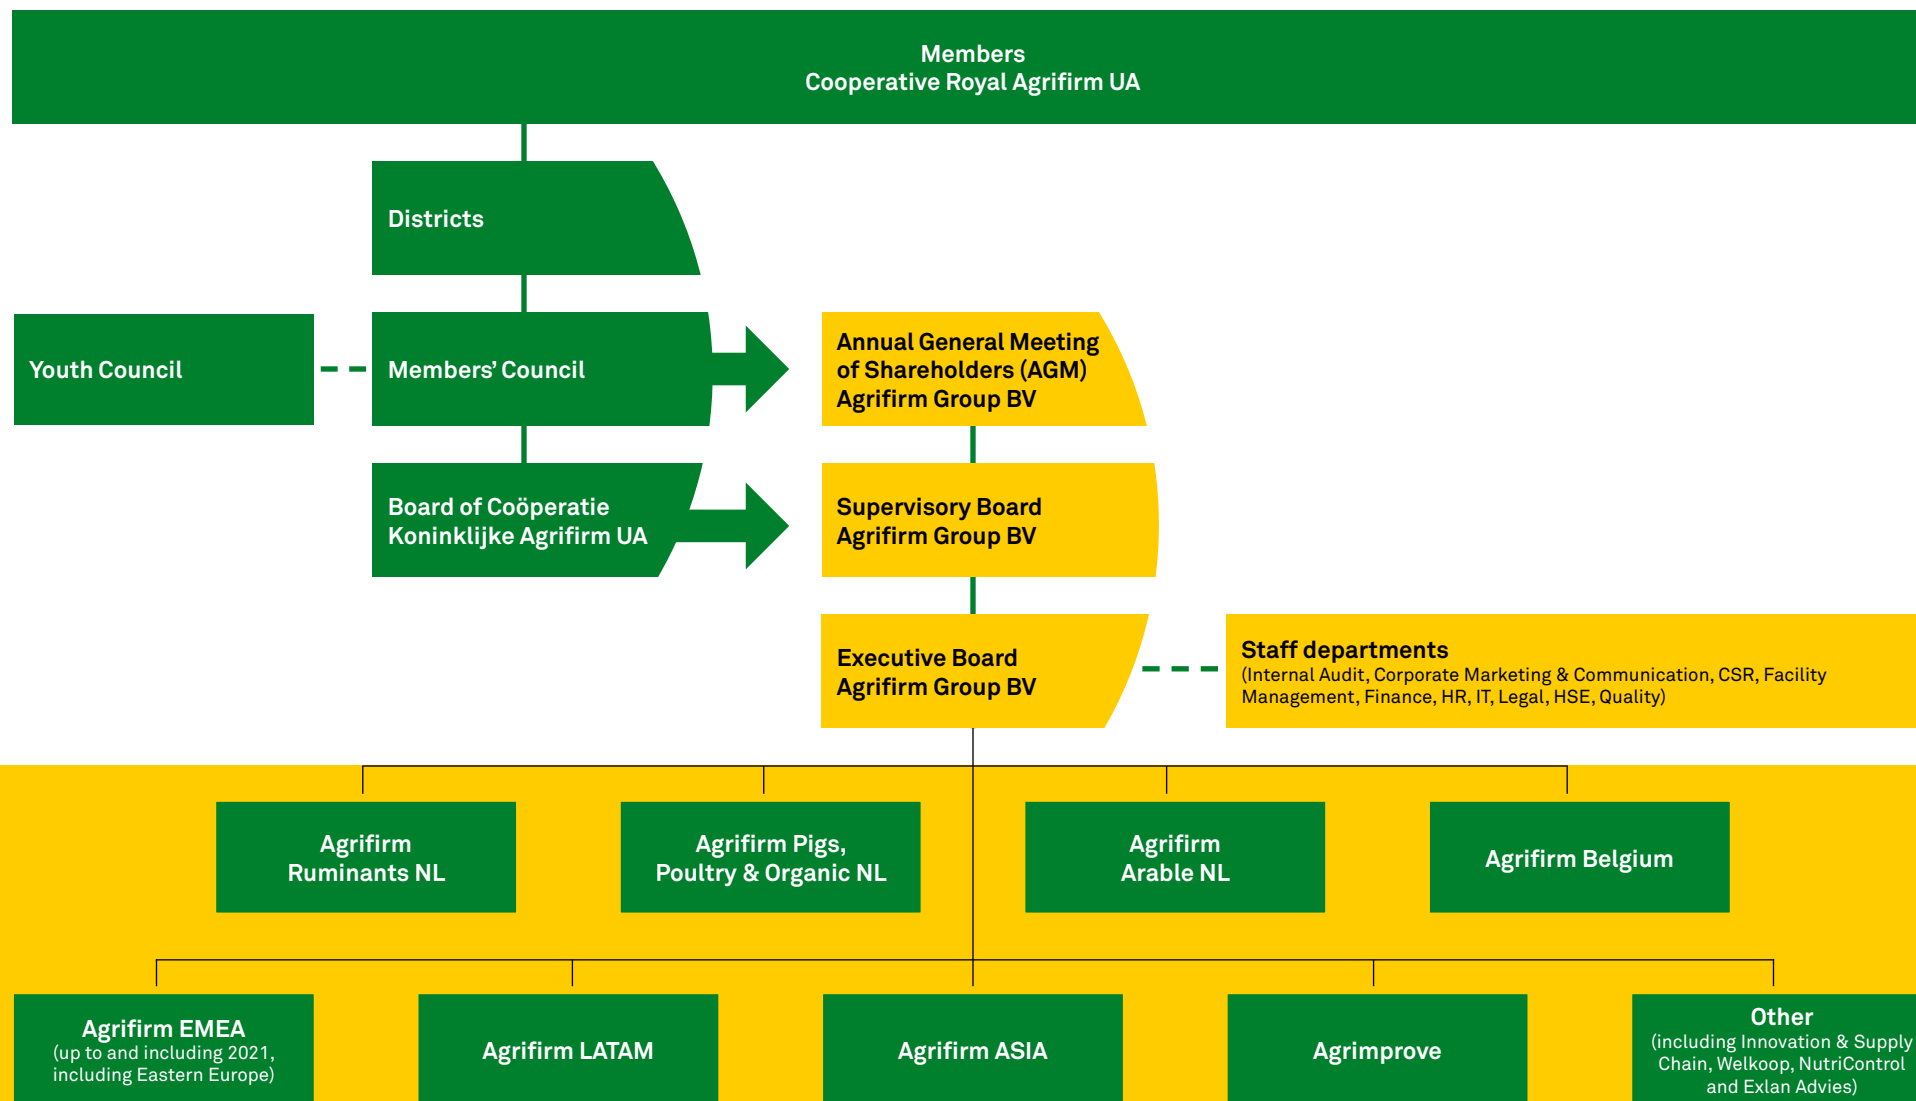 Members
Cooperative Royal Agrifirm UA
Districts
Youth Council
Members' Council
Annual General Meeting
of Shareholders (AGM)
Agrifirm Group BV
Board of Coöperatie
Koninklijke Agrifirm UA
Supervisory Board
Agrifirm Group BV
Executive Board
Agrifirm Group BV
Staff departments
(Internal Audit, Corporate Marketing & Communication, CSR, Facility
Management, Finance, HR, IT, Legal, HSE, Quality)
Agrifirm
Ruminants NL
Agrifirm Pigs,
Poultry & Organic NL
Agrifirm
Arable NL
Agrifirm Belgium
Agrifirm EMEA
(up to and including 2021,
including Eastern Europe)
Agrifirm LATAM
Agrifirm ASIA
Agrimprove
Other
(including Innovation & Supply
Chain, Welkoop, NutriControl
and Exlan Advies)